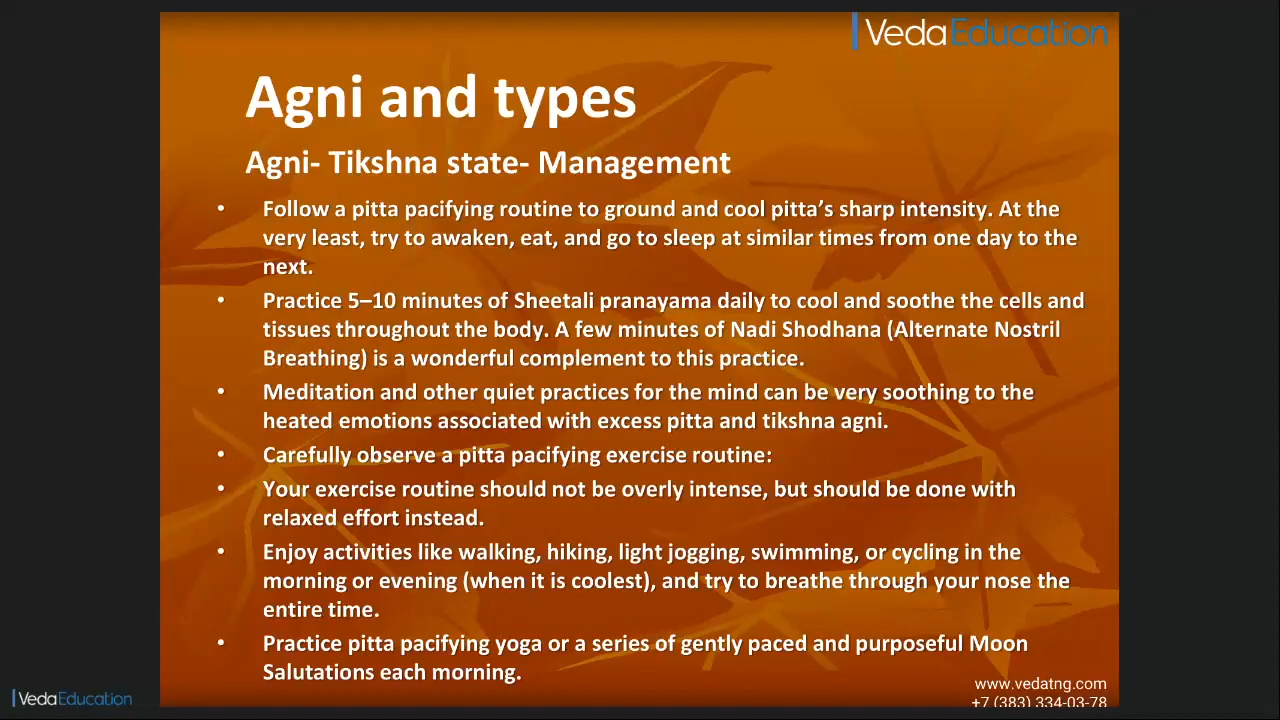 VedaEducation
Agni and types
Agni- Tikshna state- Management
• Follow a pitta pacifying routine to ground and cool pitta’s sharp intensity. At the
very least, try to awaken, eat, and go to sleep at similar times from one day to the
next.
• Practice 5–10 minutes of Sheetali pranayama daily to cool and soothe the cells and
tissues throughout the body. A few minutes of Nadi Shodhana (Alternate Nostril
Breathing) is a wonderful complement to this practice.
• Meditation and other quiet practices for the mind can be very soothing to the
heated emotions associated with excess pitta and tikshna agni.
• Carefully observe a pitta pacifying exercise routine:
• Your exercise routine should not be overly intense, but should be done with
relaxed effort instead.
• Enjoy activities like walking, hiking, light jogging, swimming, or cycling in the
morning or evening (when it is coolest), and try to breathe through your nose the
entire time.
• Practice pitta pacifying yoga or a series of gently paced and purposeful Moon
Salutations each morning.
www.vedatng.com
+7 (383) 334-03-78
VedaEducation